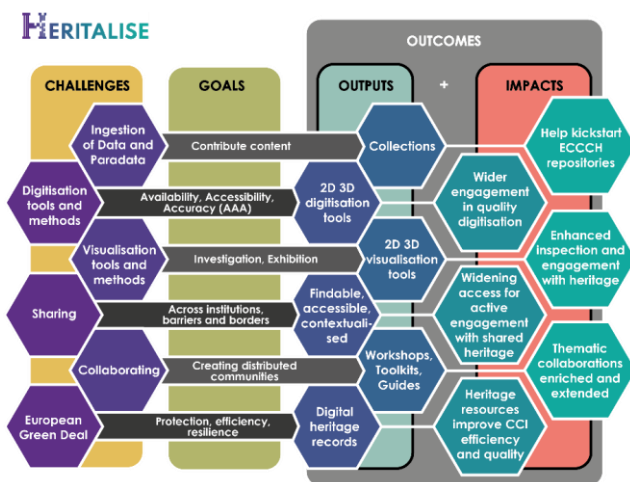 HERITALISE
OUTCOMES
CHALLENGES
GOALS
OUTPUTS
+
IMPACTS
Ingestion
of Data and
Paradata
Contribute content
Collections
Help kickstart
ECCCH
repositories
Digitisation
tools and
methods
Availability, Accessibility,
Accuracy (AAA)
2D 3D
digitisation
tools
Wider
engagement
in quality
digitisation
Visualisation
tools and
methods
Investigation, Exhibition
2D 3D
visualisation
tools
Enhanced
inspection and
engagement
with heritage
Sharing
Across institutions,
barriers and borders
Findable,
accessible,
contextuali-
sed
Widening
access for
active
engagement
with shared
heritage
Collaborating
Creating distributed
communities
Workshops,
Toolkits,
Guides
Thematic
collaborations
enriched and
extended
European
Green Deal
Protection, efficiency,
resilience
Digital
heritage
records
Heritage
resources
improve CCI
efficiency
and quality